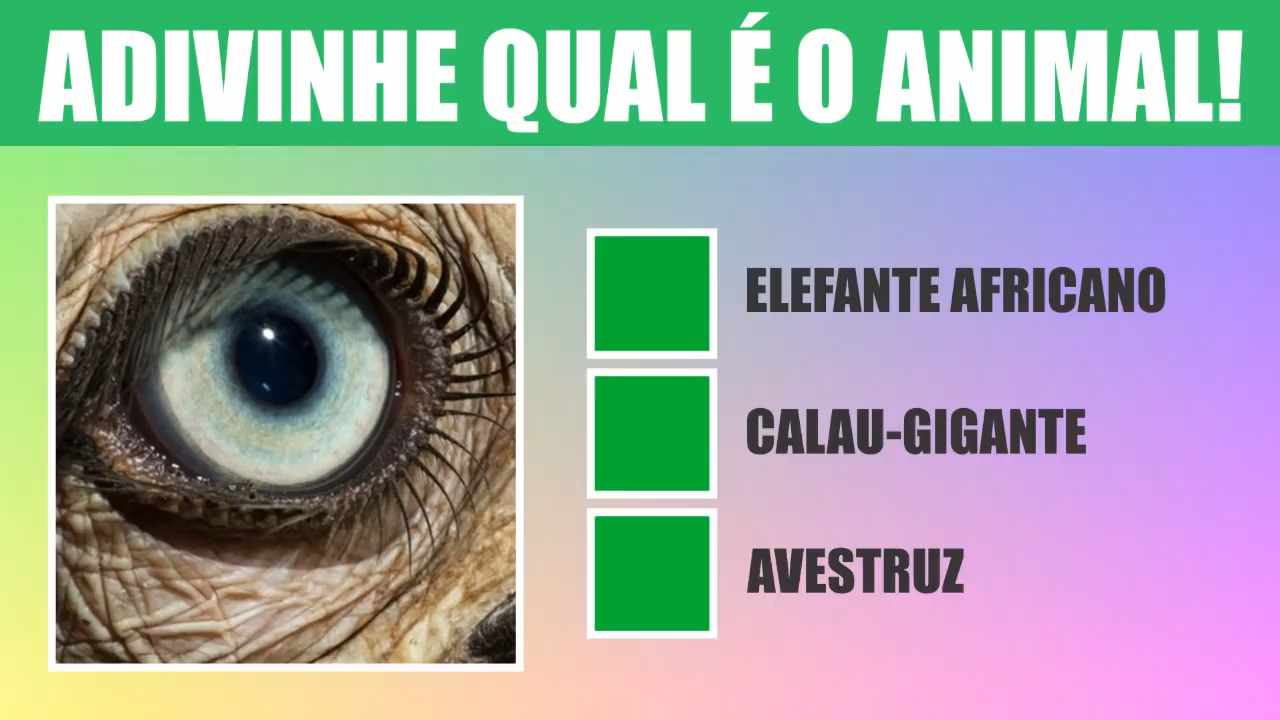 ADIVINHE QUAL É O ANIMAL!
ELEFANTE AFRICANO
CALAU-GIGANTE
AVESTRUZ